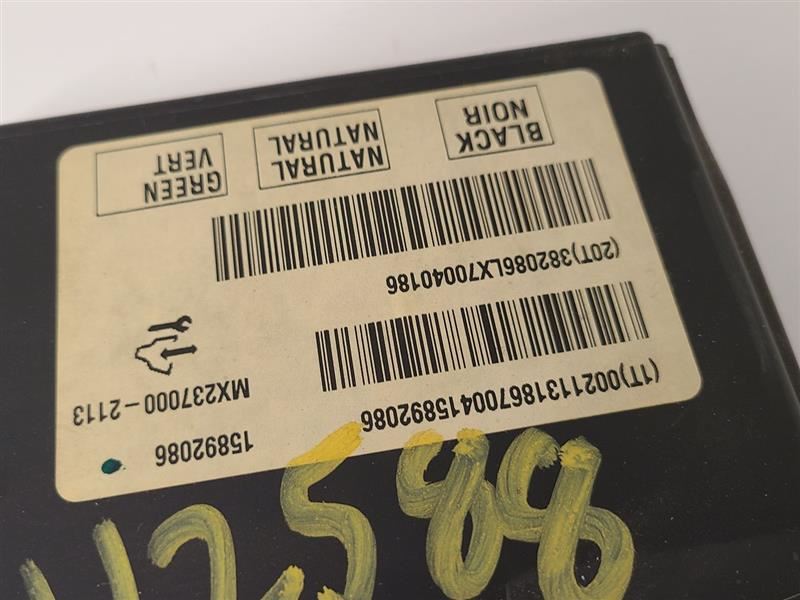 (1T)002113186700415892086
15892086
MX237000-2113
(20T)382086LX70040186
BLACK
NOIR
NATURAL
NATURAL
GREEN
VERT